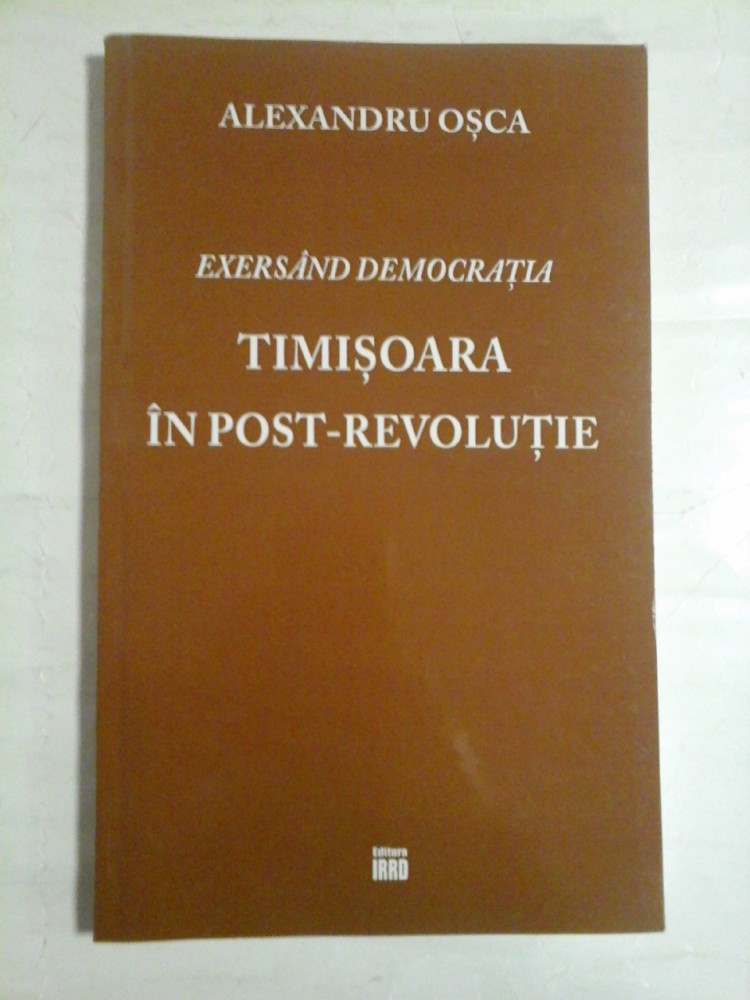 ALEXANDRU OȘCA
EXERSÂND DEMOCRAȚIA
TIMIȘOARA
ÎN POST-REVOLUȚIE
Editura
IRRD